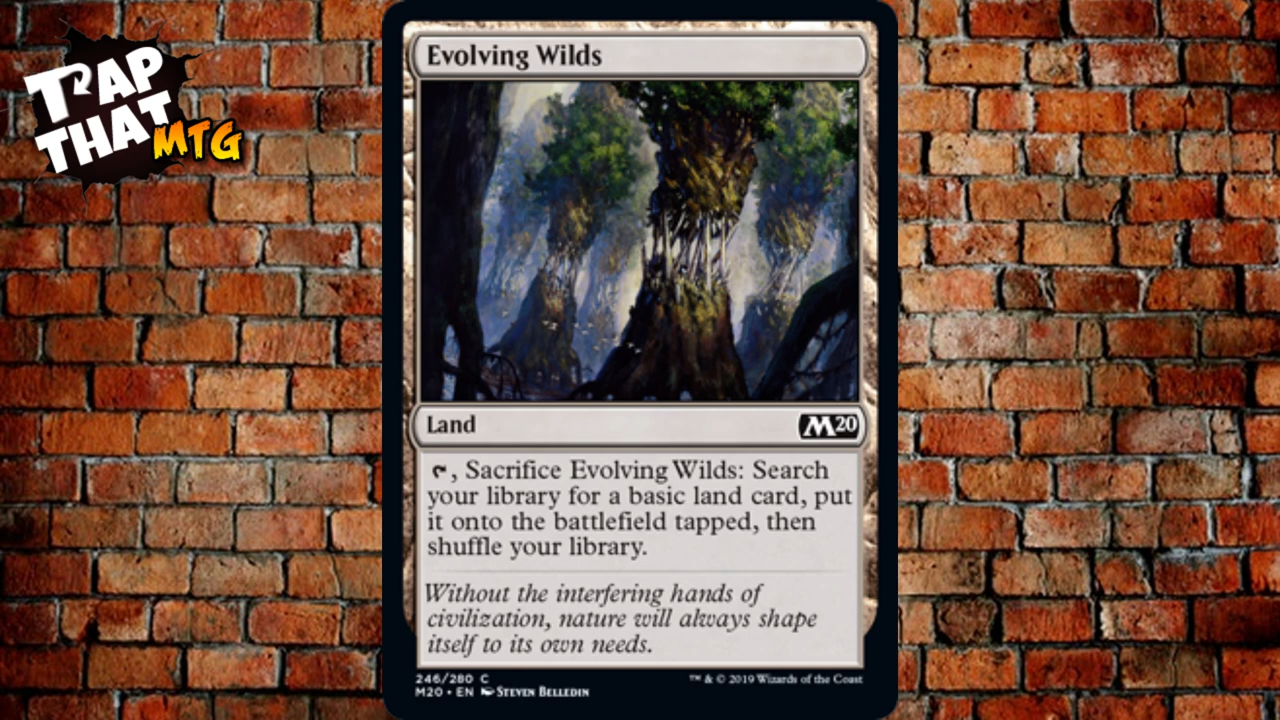 TRAP
THAT
MTG
Evolving Wilds
Land
M20
, Sacrifice Evolving Wilds: Search
your library for a basic land card, put
it onto the battlefield tapped, then
shuffle your library.
Without the interfering hands of
civilization, nature will always shape
itself to its own needs.
246/280 C
M20 • EN STEVEN BELLEDIN
™ & © 2019 Wizards of the Coast